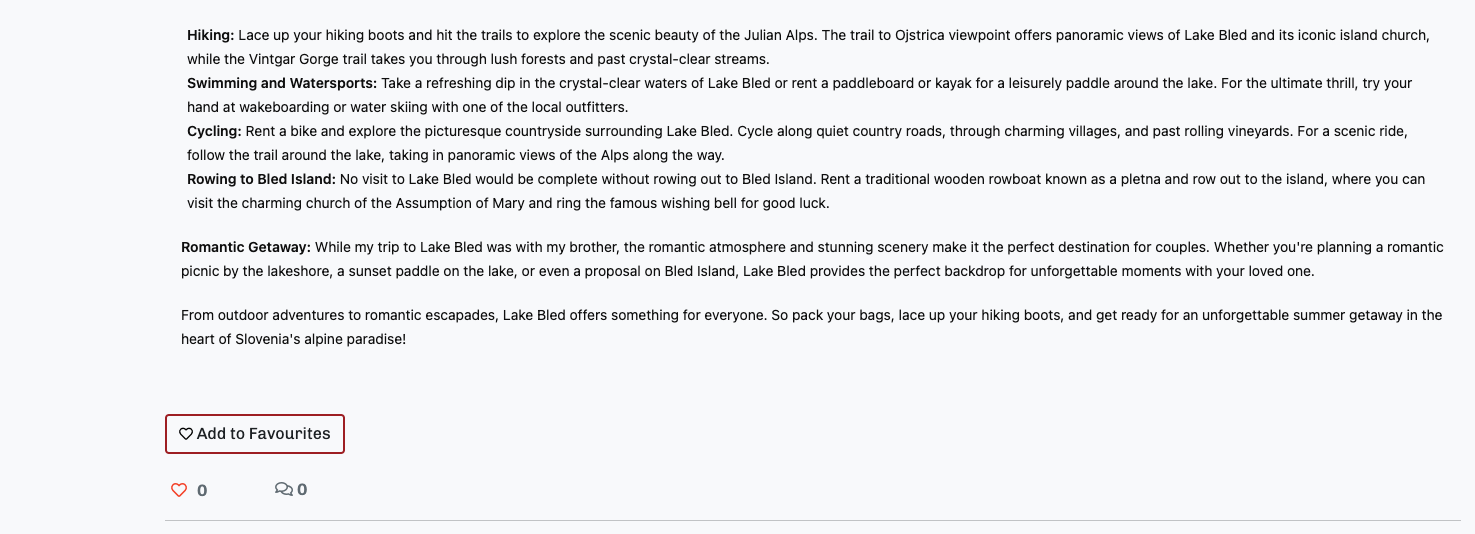 Hiking: Lace up your hiking boots and hit the trails to explore the scenic beauty of the Julian Alps. The trail to Ojstrica viewpoint offers panoramic views of Lake Bled and its iconic island church,
while the Vintgar Gorge trail takes you through lush forests and past crystal-clear streams.
Swimming and Watersports: Take a refreshing dip in the crystal-clear waters of Lake Bled or rent a paddleboard or kayak for a leisurely paddle around the lake. For the ultimate thrill, try your
hand at wakeboarding or water skiing with one of the local outfitters.
Cycling: Rent a bike and explore the picturesque countryside surrounding Lake Bled. Cycle along quiet country roads, through charming villages, and past rolling vineyards. For a scenic ride,
follow the trail around the lake, taking in panoramic views of the Alps along the way.
Rowing to Bled Island: No visit to Lake Bled would be complete without rowing out to Bled Island. Rent a traditional wooden rowboat known as a pletna and row out to the island, where you can
visit the charming church of the Assumption of Mary and ring the famous wishing bell for good luck.
Romantic Getaway: While my trip to Lake Bled was with my brother, the romantic atmosphere and stunning scenery make it the perfect destination for couples. Whether you're planning a romantic
picnic by the lakeshore, a sunset paddle on the lake, or even a proposal on Bled Island, Lake Bled provides the perfect backdrop for unforgettable moments with your loved one.
From outdoor adventures to romantic escapades, Lake Bled offers something for everyone. So pack your bags, lace up your hiking boots, and get ready for an unforgettable summer getaway in the
heart of Slovenia's alpine paradise!
Add to Favourites
0 0